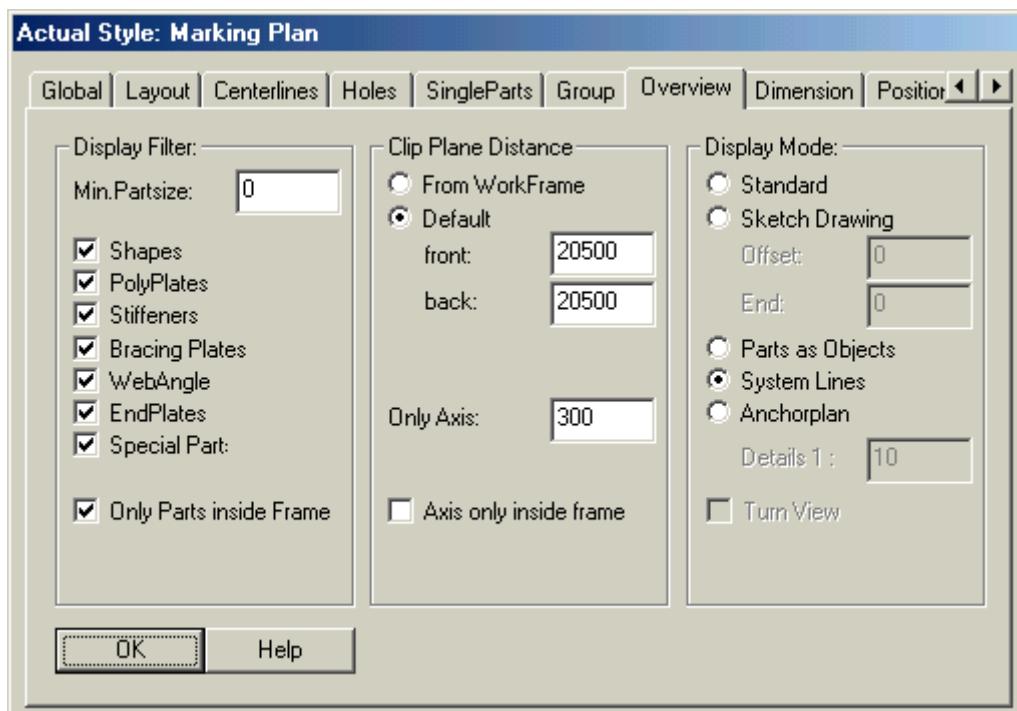 Actual Style: Marking Plan
Global Layout Centerlines Holes SingleParts Group Overview Dimension Position
Display Filter:
Min.Partsize: 0
Shapes
PolyPlates
Stiffeners
Bracing Plates
WebAngle
EndPlates
Special Part:
Only Parts inside Frame
Clip Plane Distance
From WorkFrame
Default
front: 20500
back: 20500
Only Axis: 300
Axis only inside frame
Display Mode:
Standard
Sketch Drawing
Offset: 0
End: 0
Parts as Objects
System Lines
Anchorplan
Details 1 : 10
Turn View
OK Help